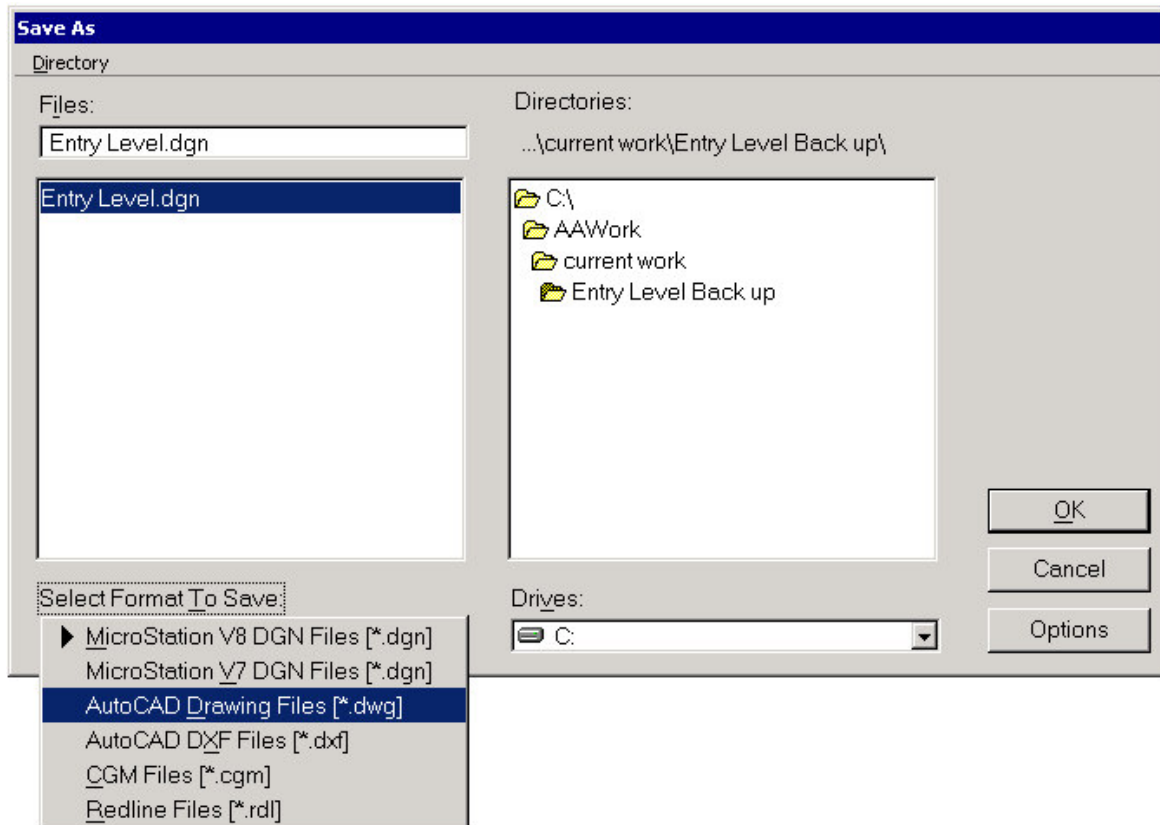 Save As
Directory
Files:
Entry Level.dgn
Entry Level.dgn
Directories:
...\current work\Entry Level Back up\
C:\
AAWork
current work
Entry Level Back up
OK
Cancel
Options
Select Format To Save:
MicroStation V8 DGN Files [*.dgn]
MicroStation V7 DGN Files [*.dgn]
AutoCAD Drawing Files [*.dwg]
AutoCAD DXF Files [*.dxf]
CGM Files [*.cgm]
Redline Files [*.rdl]
Drives:
C: